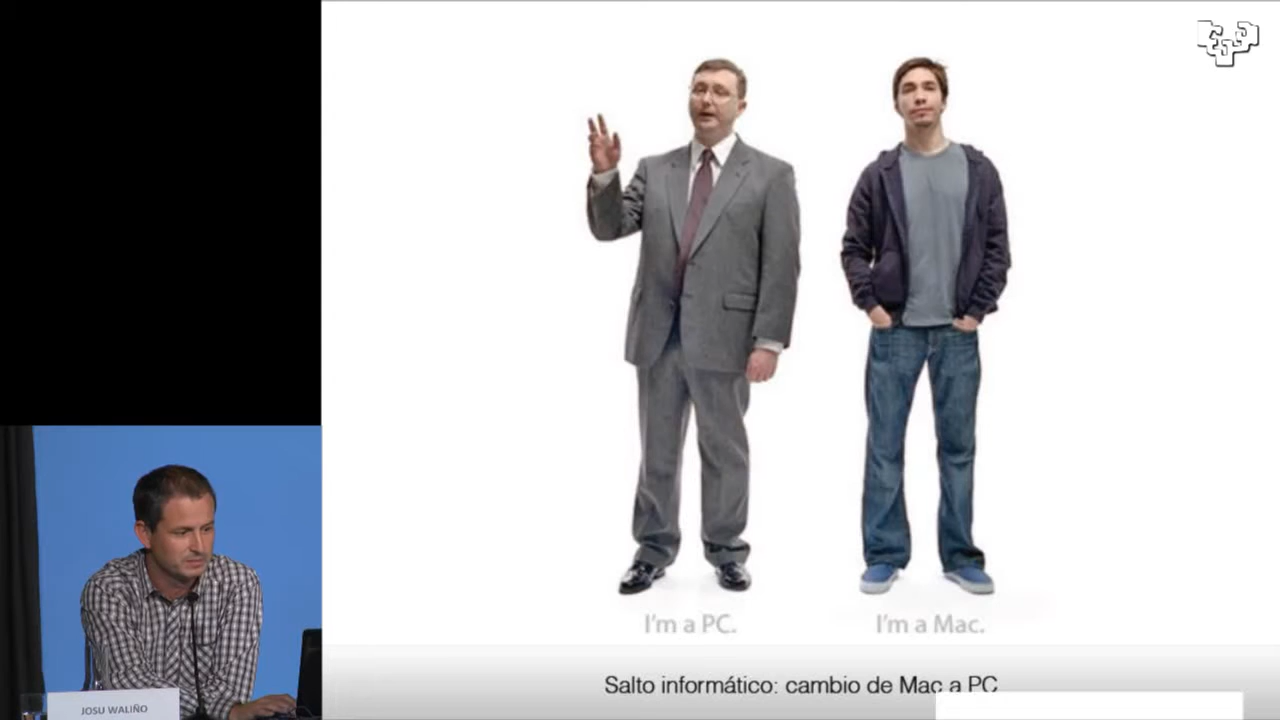 I'm a PC.
I'm a Mac.
Salto informático: cambio de Mac a PC
JOSU WALIÑO